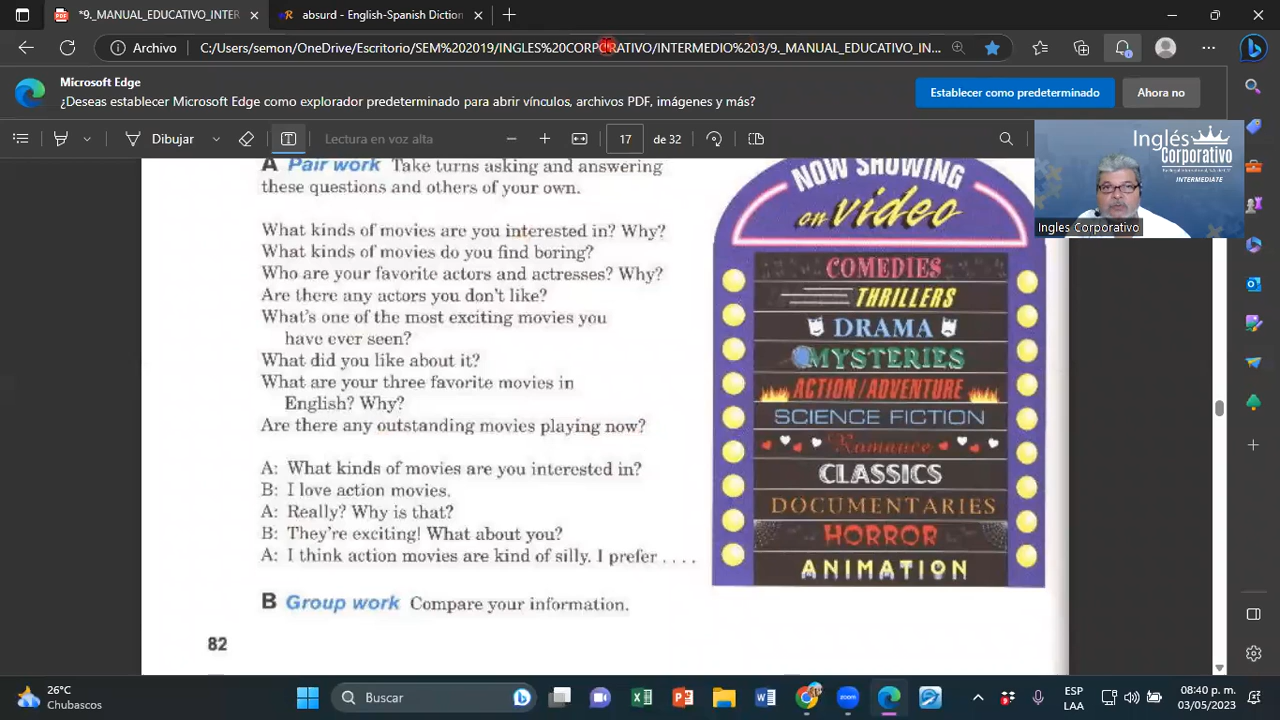 *9._MANUAL_EDUCATIVO_INTER
absurd - English-Spanish Diction
Archivo
C:/Users/semon/OneDrive/Escritorio/SEM%202019/INGLES%20CORPORATIVO/INTERMEDIO%203/9._MANUAL_EDUCATIVO_IN...
Microsoft Edge
¿Deseas establecer Microsoft Edge como explorador predeterminado para abrir vínculos, archivos PDF, imágenes y más?
Establecer como predeterminado
Ahora no
Dibujar
Lectura en voz alta
17
de 32
Inglés
Corporativo
INTERMEDIATE
Ingles Corporativo
A Pair work Take turns asking and answering
these questions and others of your own.
What kinds of movies are you interested in? Why?
What kinds of movies do you find boring?
Who are your favorite actors and actresses? Why?
Are there any actors you don't like?
What's one of the most exciting movies you
have ever seen?
What did you like about it?
What are your three favorite movies in
English? Why?
Are there any outstanding movies playing now?
A: What kinds of movies are you interested in?
B: I love action movies.
A: Really? Why is that?
B: They're exciting! What about you?
A: I think action movies are kind of silly. I prefer . . . .
B Group work Compare your information.
82
NOW SHOWING
on video
COMEDIES
THRILLERS
DRAMA
MYSTERIES
ACTION/ADVENTURE
SCIENCE FICTION
Romance
CLASSICS
DOCUMENTARIES
HORROR
ANIMATION
26°C
Chubascos
Buscar
ESP
LAA
08:40 p. m.
03/05/2023